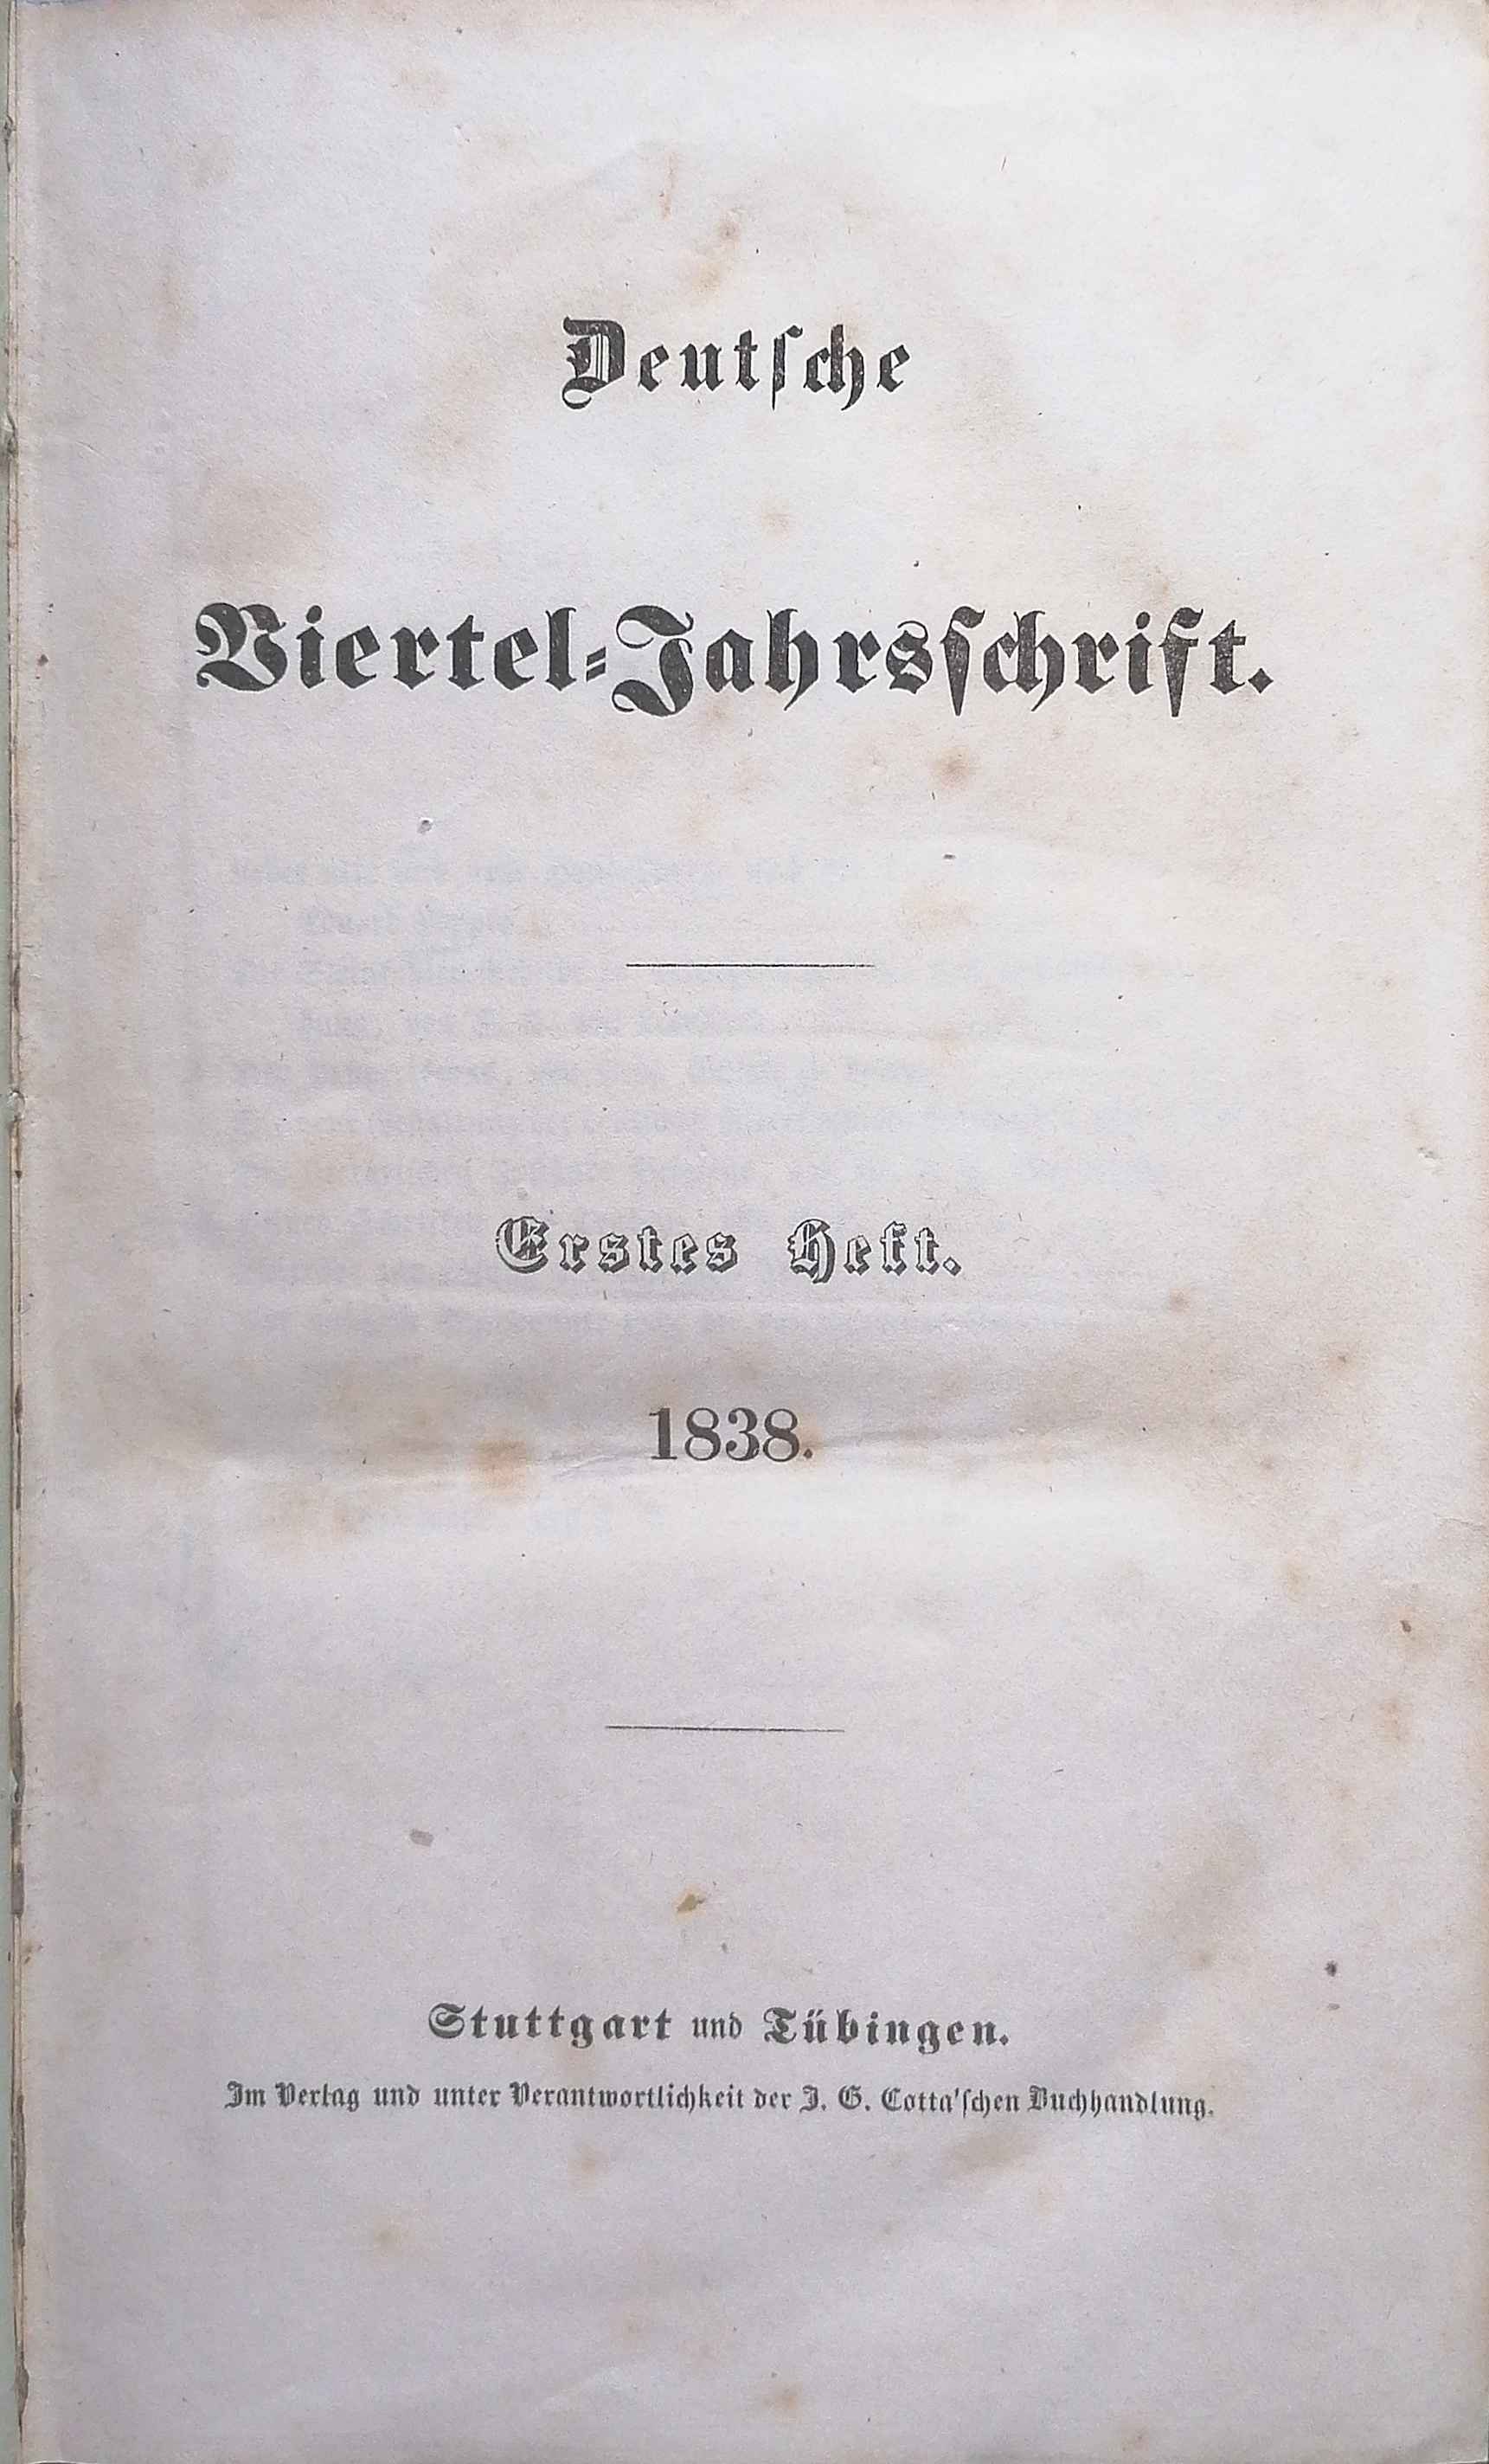 Deutſche
Viertel-Jahrsſchrift.
Erstes Heft.
1838.
Stuttgart und Tübingen.
Im Verlag und unter Verantwortlichkeit der J. G. Cotta'ſchen Buchhandlung.